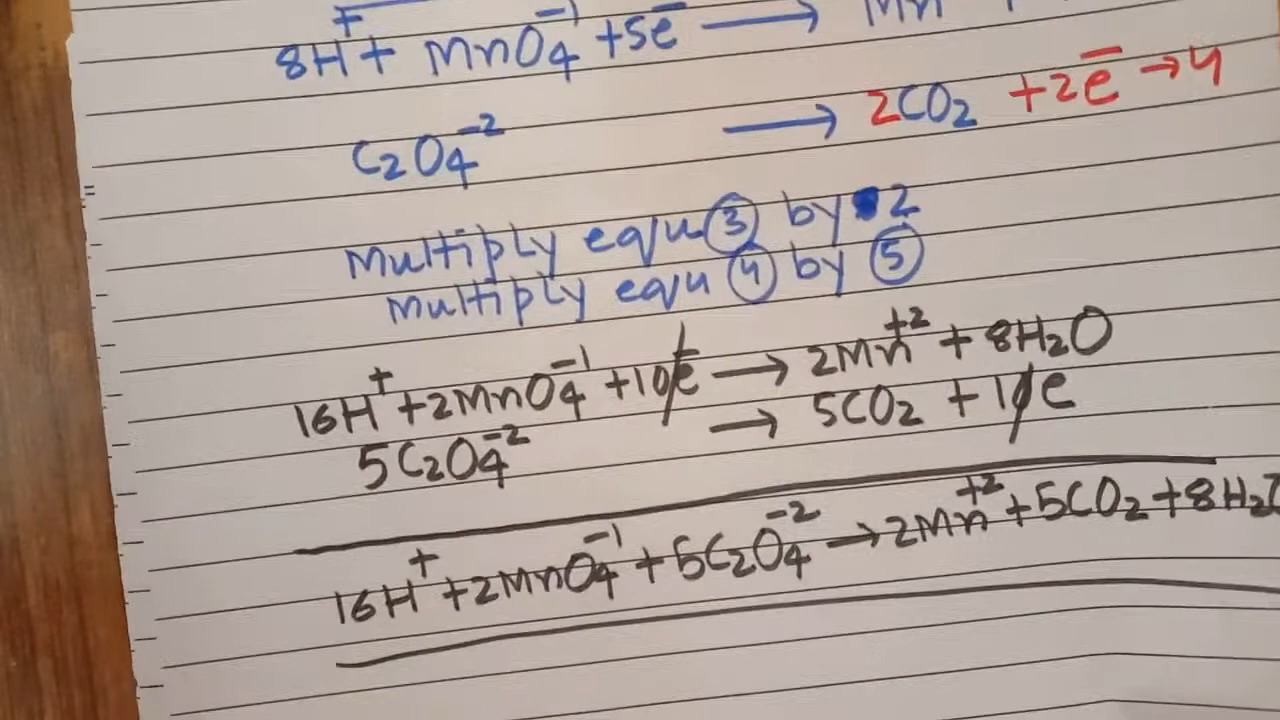 8H⁺ + MnO₄⁻¹ + 5e⁻ → Mn
C₂O₄⁻² → 2CO₂ + 2e⁻ → 4
Multiply equ ③ by 2
Multiply equ ④ by ⑤
16H⁺ + 2MnO₄⁻¹ + 10e⁻ → 2Mn⁺² + 8H₂O
5C₂O₄⁻² → 5CO₂ + 10e
16H⁺ + 2MnO₄⁻¹ + 5C₂O₄⁻² → 2Mn⁺² + 5CO₂ + 8H₂O